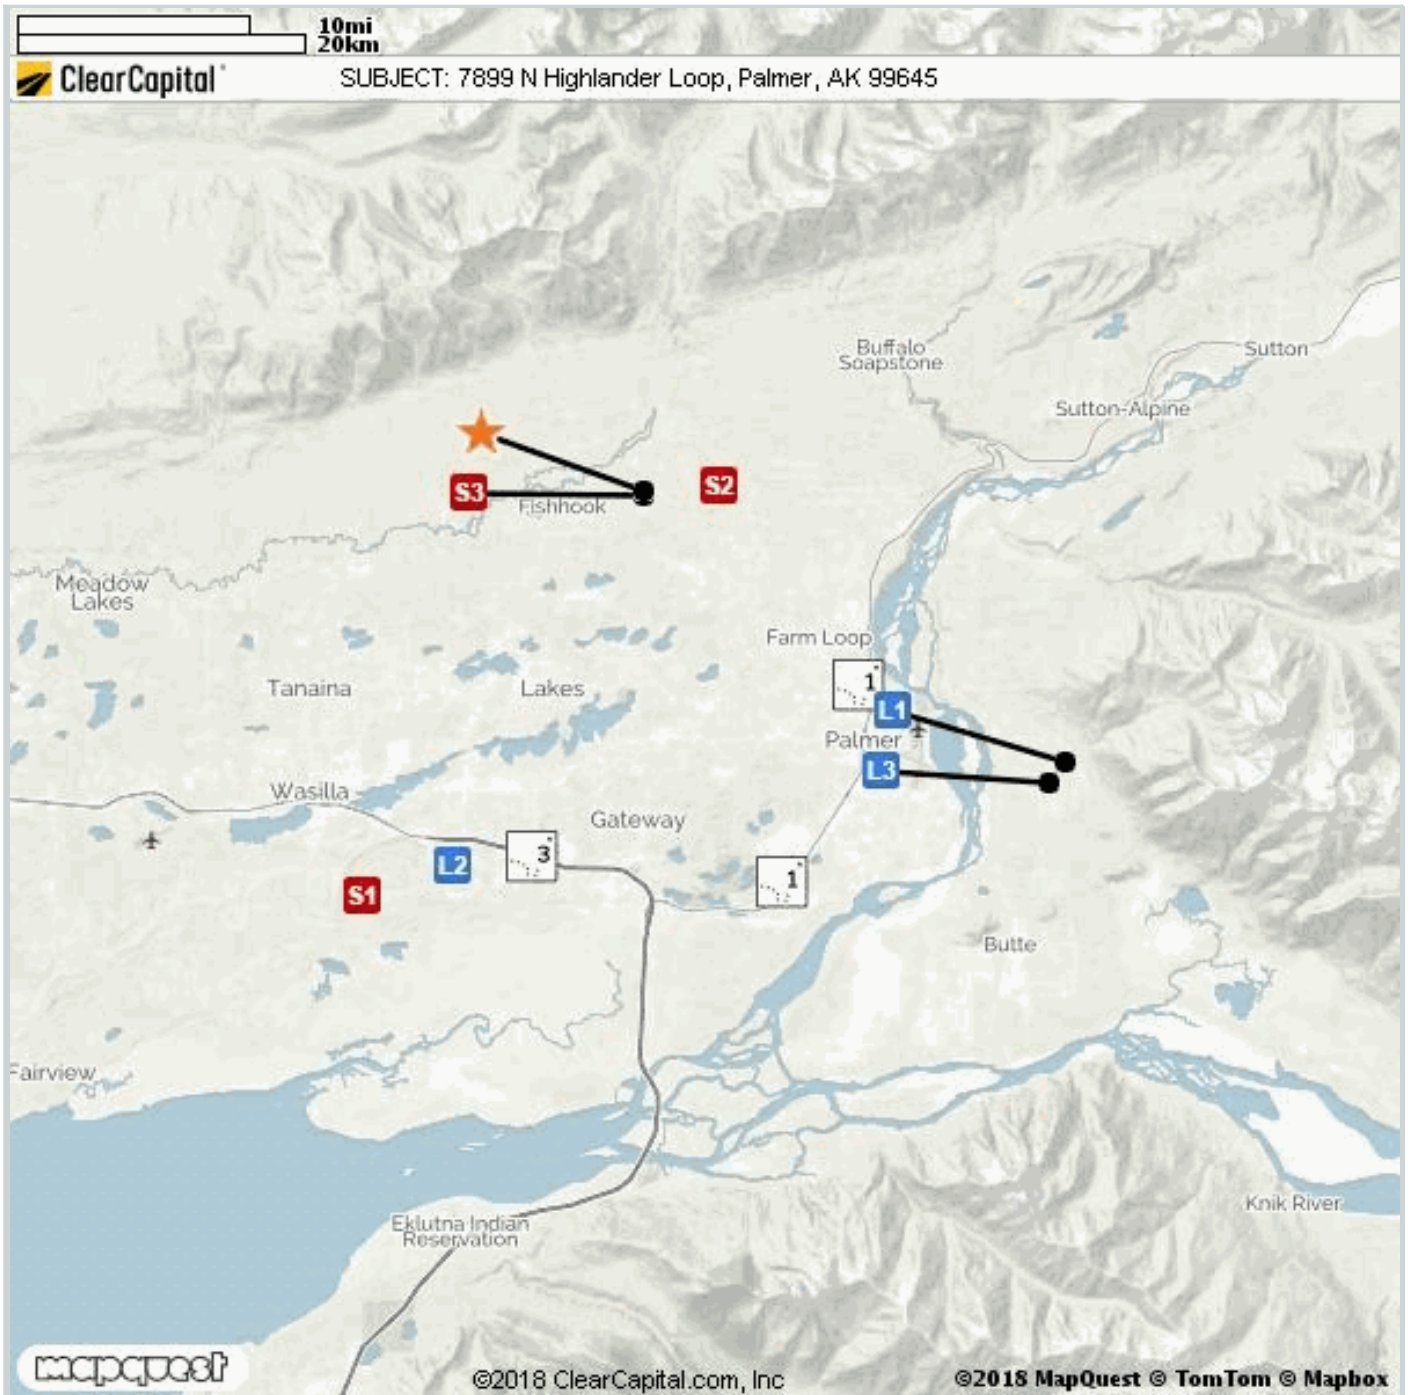 10mi
20km
ClearCapital
SUBJECT: 7899 N Highlander Loop, Palmer, AK 99645
Buffalo
Soapstone
Sutton
Sutton-Alpine
S3
S2
Fishhook
Meadow
Lakes
Farm Loop
Tanaina
Lakes
1
L1
Palmer
L3
Wasilla
Gateway
3
L2
1
S1
Butte
Fairview
Knik River
Eklutna Indian
Reservation
mapquest
©2018 ClearCapital.com, Inc
©2018 MapQuest © TomTom © Mapbox